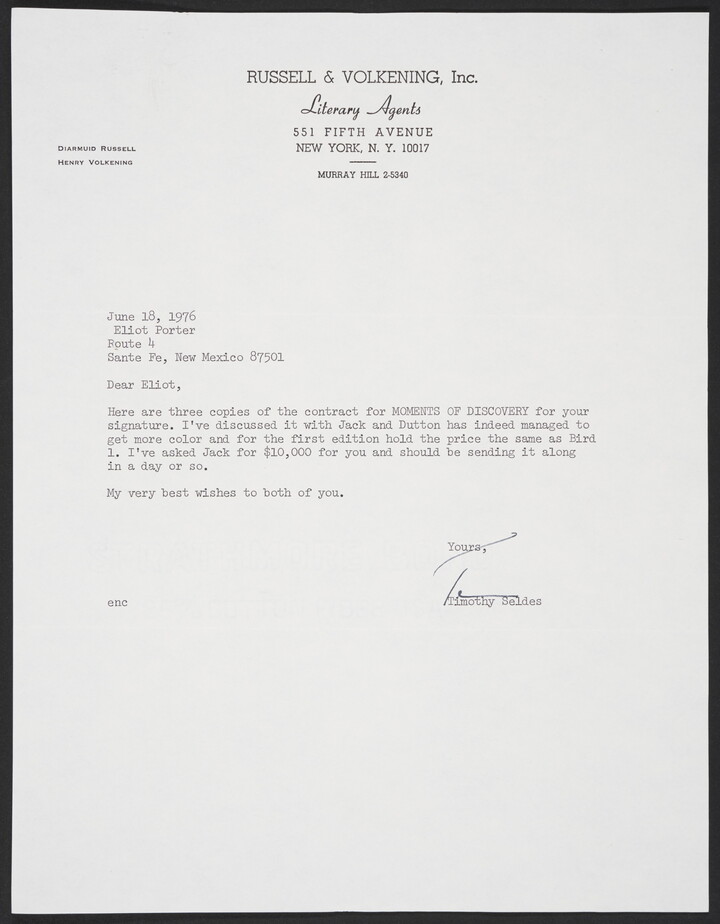 RUSSELL & VOLKENING, Inc.
Literary Agents
551 FIFTH AVENUE
NEW YORK, N. Y. 10017
MURRAY HILL 2-5340
DIARMUID RUSSELL
HENRY VOLKENING
June 18, 1976
Eliot Porter
Route 4
Sante Fe, New Mexico 87501
Dear Eliot,
Here are three copies of the contract for MOMENTS OF DISCOVERY for your
signature. I've discussed it with Jack and Dutton has indeed managed to
get more color and for the first edition hold the price the same as Bird
1. I've asked Jack for $10,000 for you and should be sending it along
in a day or so.
My very best wishes to both of you.
Yours,
enc
Timothy Seldes